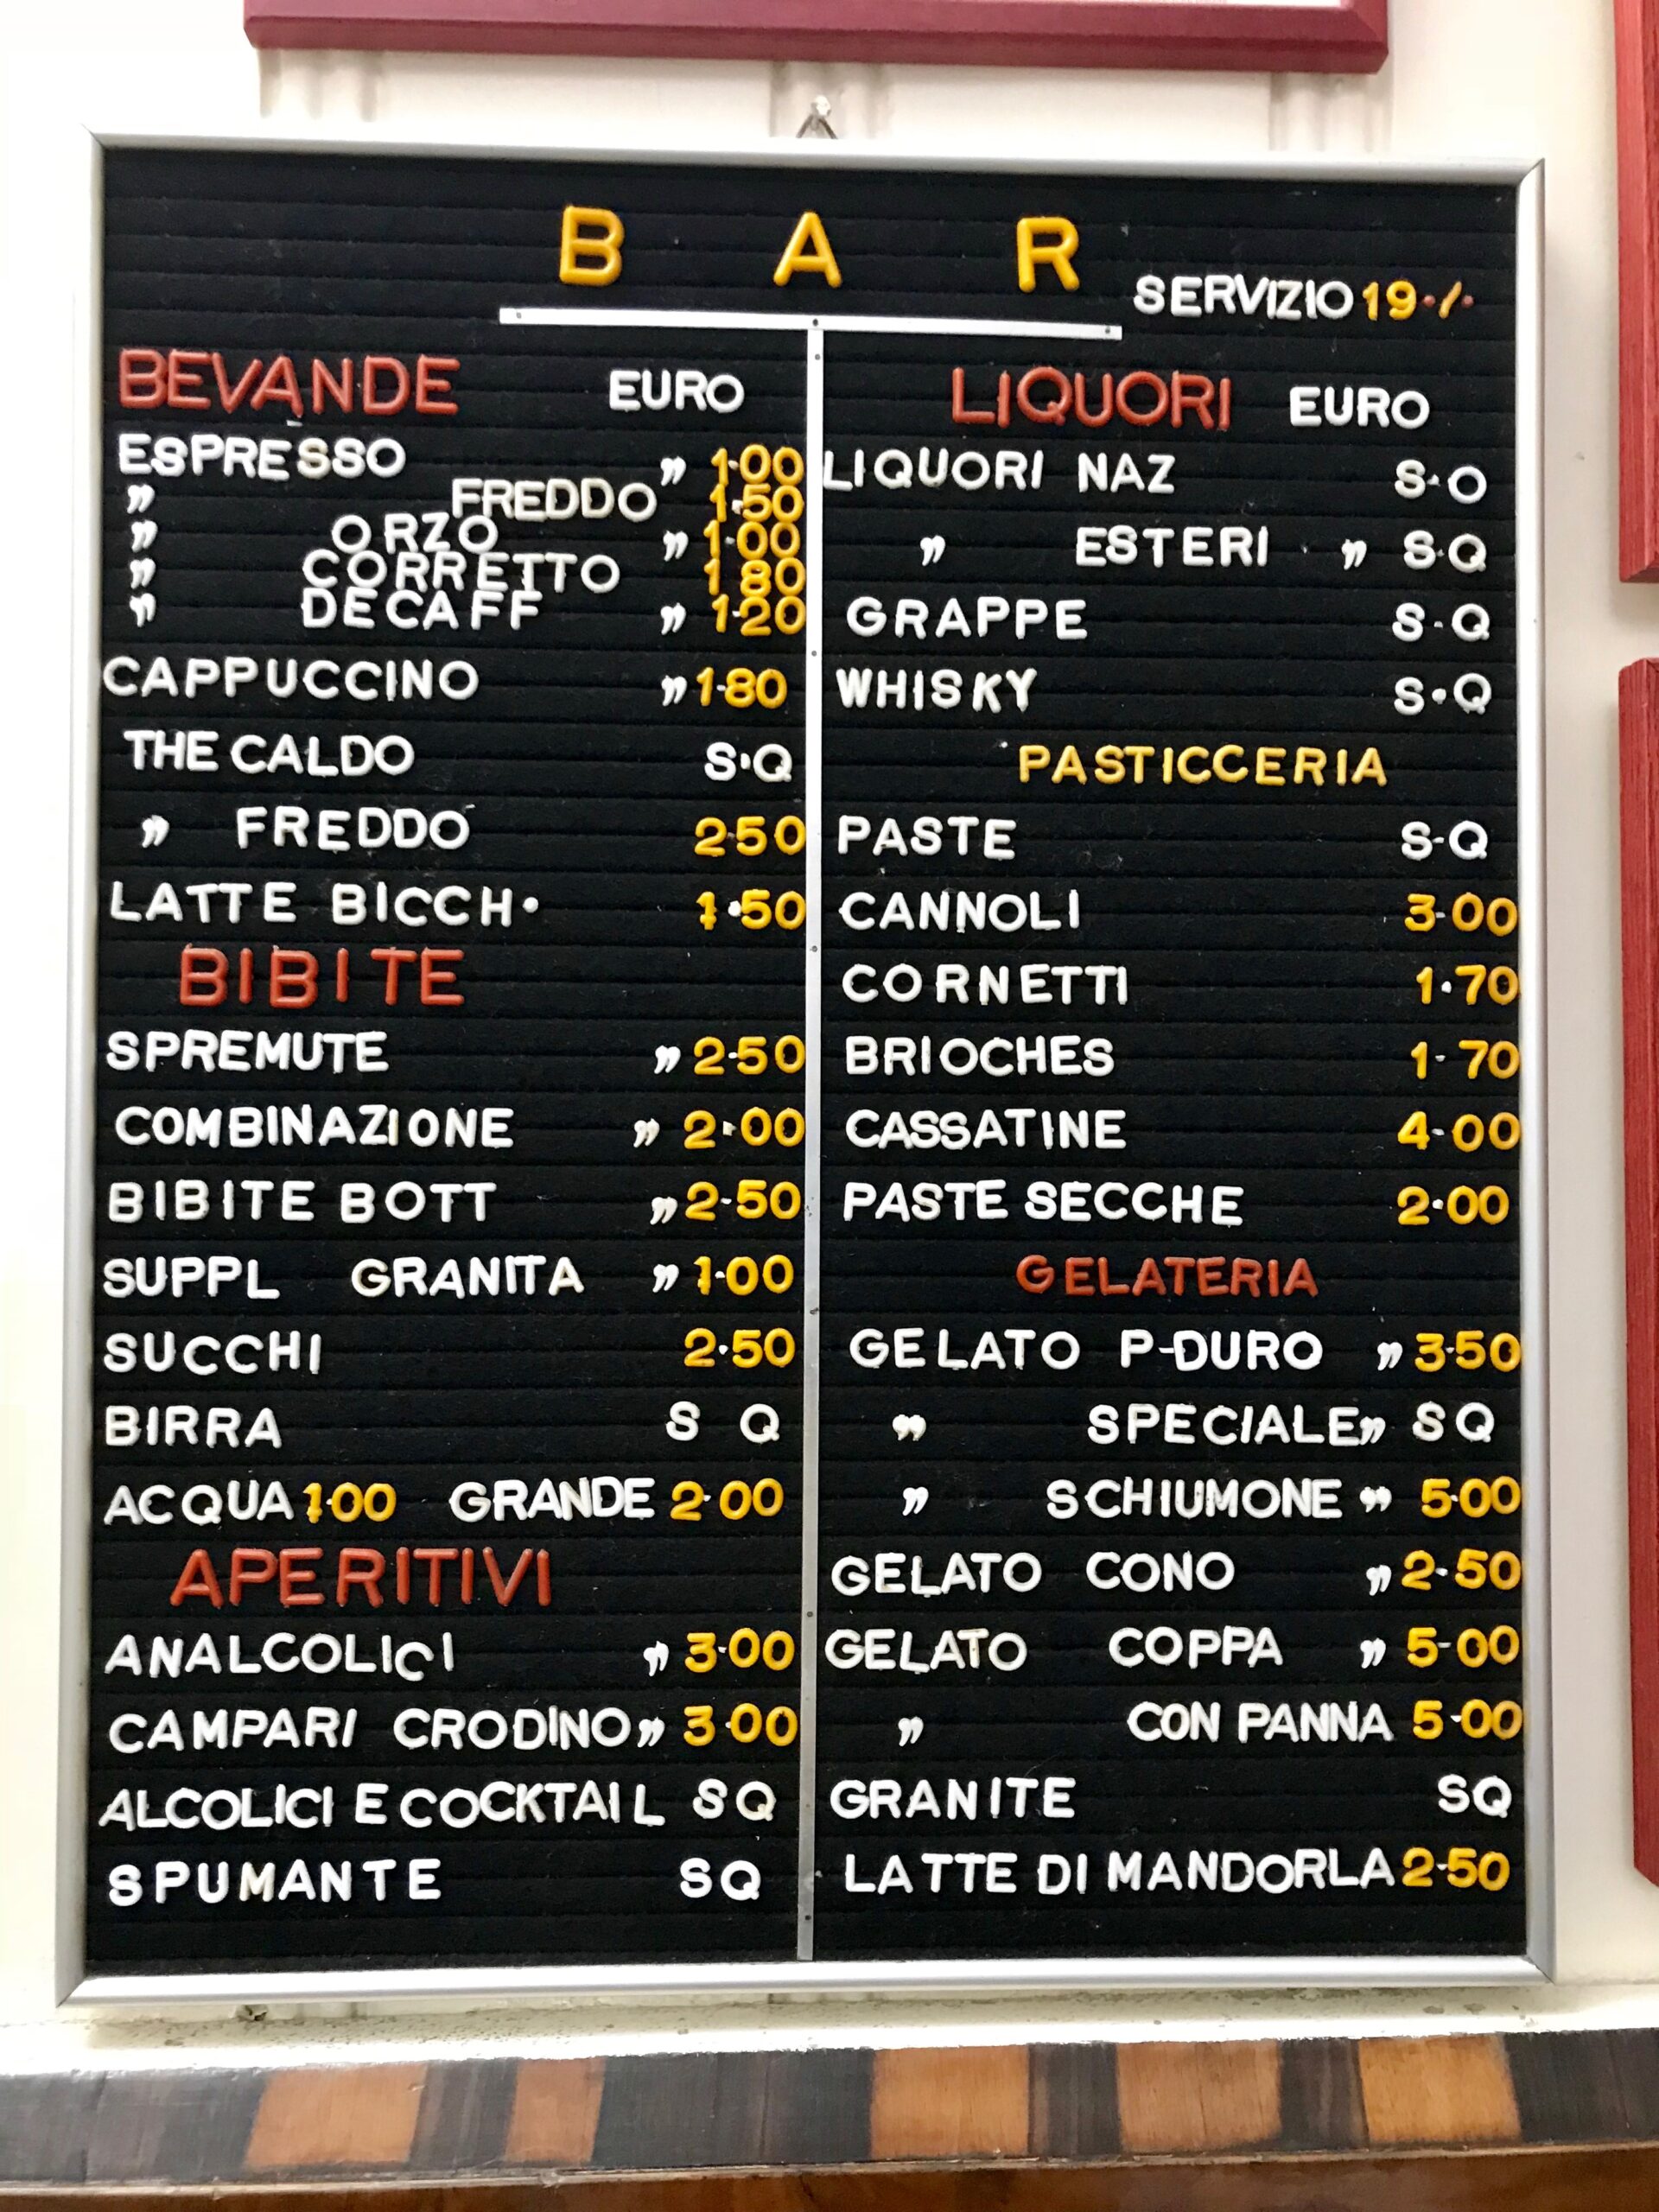 B A R
SERVIZIO 19·/·
BEVANDE EURO
ESPRESSO " 1·00
" FREDDO 1·50
" ORZO " 1·00
" CORRETTO 1 80
" DECAFF " 1·20
CAPPUCCINO " 1·80
THE CALDO S·Q
" FREDDO 2·50
LATTE BICCH· 1·50
BIBITE
SPREMUTE " 2·50
COMBINAZIONE " 2·00
BIBITE BOTT " 2-50
SUPPL GRANITA " 1·00
SUCCHI 2·50
BIRRA S Q
ACQUA 1·00 GRANDE 2·00
APERITIVI
ANALCOLICI " 3·00
CAMPARI CRODINO " 3·00
ALCOLICI E COCKTAIL SQ
SPUMANTE SQ
LIQUORI EURO
LIQUORI NAZ S·O
" ESTERI " S·Q
GRAPPE S-Q
WHISKY S·Q
PASTICCERIA
PASTE S-Q
CANNOLI 3·00
CORNETTI 1·70
BRIOCHES 1-70
CASSATINE 4-00
PASTE SECCHE 2·00
GELATERIA
GELATO P-DURO " 3·50
" SPECIALE " SQ
" SCHIUMONE " 5·00
GELATO CONO " 2·50
GELATO COPPA " 5-00
" CON PANNA 5·00
GRANITE SQ
LATTE DI MANDORLA 2·50